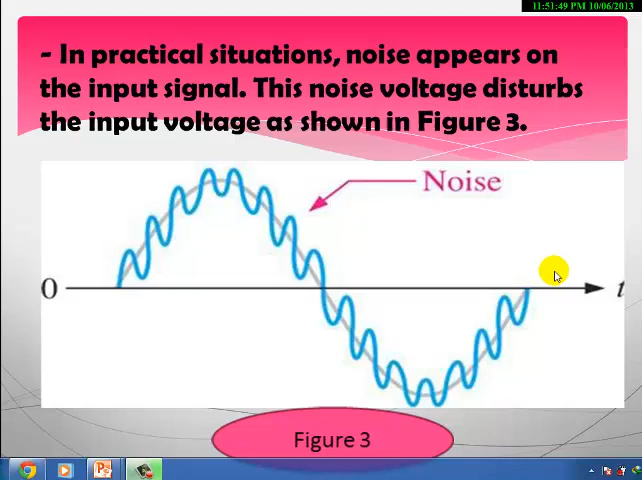 11:51:49 PM 10/06/2013
- In practical situations, noise appears on
the input signal. This noise voltage disturbs
the input voltage as shown in Figure 3.
Noise
0
t
Figure 3